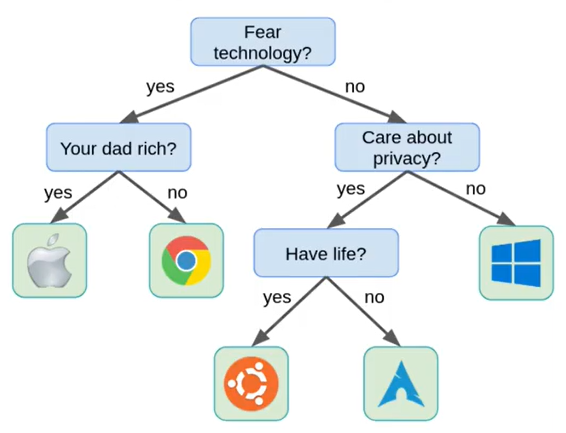 Fear
technology?
yes
no
Your dad rich?
Care about
privacy?
yes
no
yes
no
Have life?
yes
no